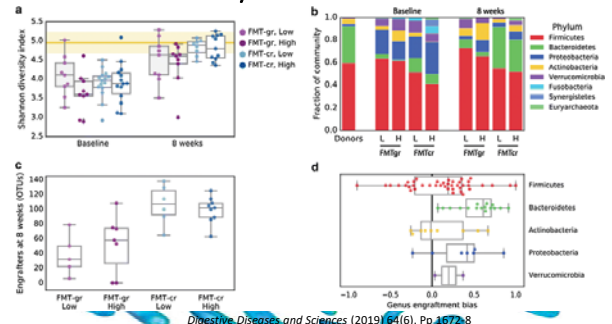 a
Shannon diversity index
5.5
5.0
4.5
4.0
3.5
3.0
2.5
Baseline
8 weeks
FMT-gr, Low
FMT-gr, High
FMT-cr, Low
FMT-cr, High
b
Baseline
8 weeks
Fraction of community
1.0
0.8
0.6
0.4
0.2
0.0
Donors
L H L H L H L H
FMTgr FMTcr FMTgr FMTcr
Phylum
Firmicutes
Bacteroidetes
Proteobacteria
Actinobacteria
Verrucomicrobia
Fusobacteria
Synergistetes
Euryarchaeota
c
Engrafters at 8 weeks (OTUs)
140
120
100
80
60
40
20
0
FMT-gr FMT-gr FMT-cr FMT-cr
Low High Low High
d
Firmicutes
Bacteroidetes
Actinobacteria
Proteobacteria
Verrucomicrobia
−1.0 −0.5 0.0 0.5 1.0
Genus engraftment bias
Digestive Diseases and Sciences (2019) 64(6), Pp 1672-8